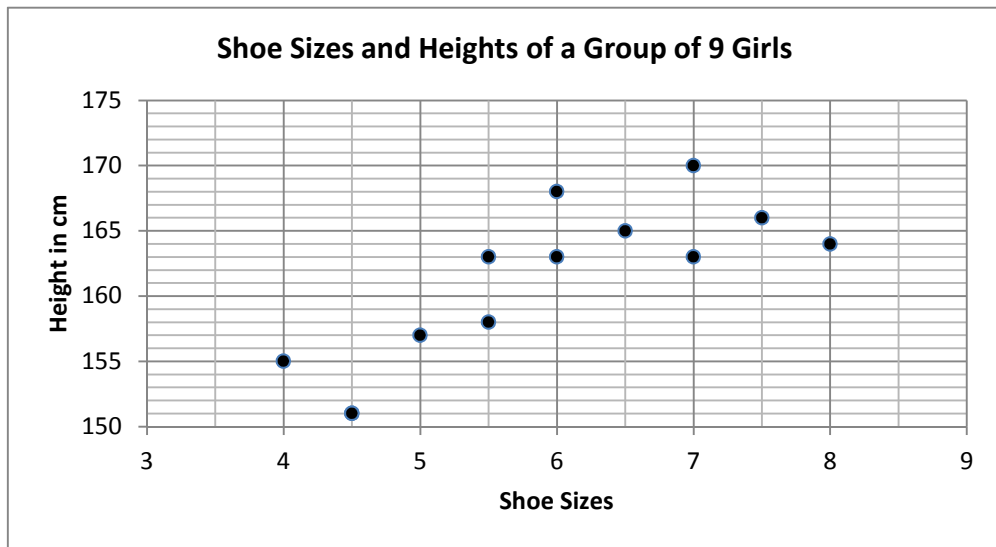 Shoe Sizes and Heights of a Group of 9 Girls
175
170
165
160
155
150
Height in cm
3 4 5 6 7 8 9
Shoe Sizes